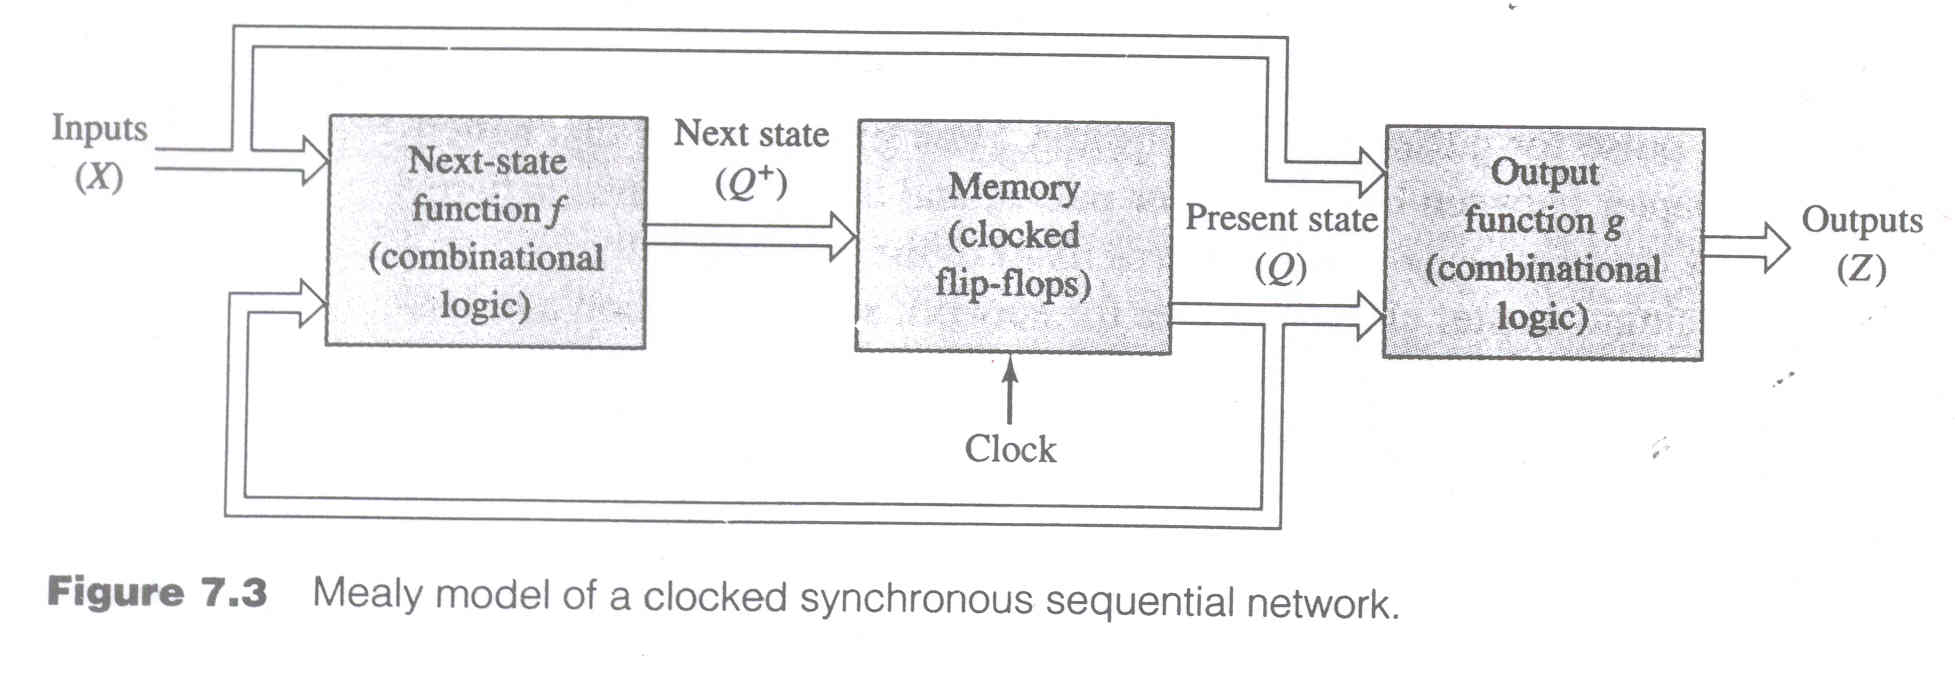 Inputs
(X)
Next-state
function f
(combinational
logic)
Next state
(Q⁺)
Memory
(clocked
flip-flops)
Clock
Present state
(Q)
Output
function g
(combinational
logic)
Outputs
(Z)
Figure 7.3 Mealy model of a clocked synchronous sequential network.